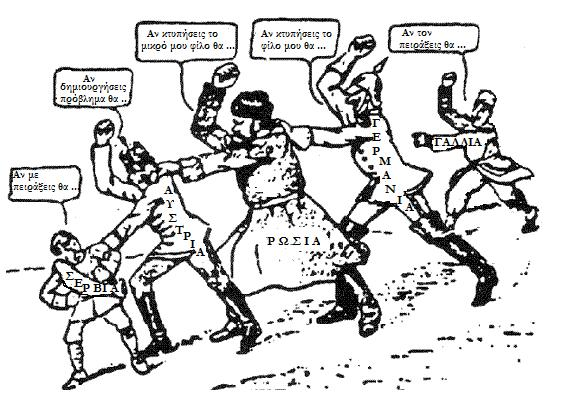 Αν με
πειράξεις θα ...
Αν
δημιουργήσεις
πρόβλημα θα ..
Αν κτυπήσεις το
μικρό μου φίλο θα ...
Αν κτυπήσεις το
φίλο μου θα ...
Αν τον
πειράξεις θα ...
ΣΕΡΒΙΑ
ΑΥΣΤΡΙΑ
ΡΩΣΙΑ
ΓΕΡΜΑΝΙΑ
ΓΑΛΛΙΑ